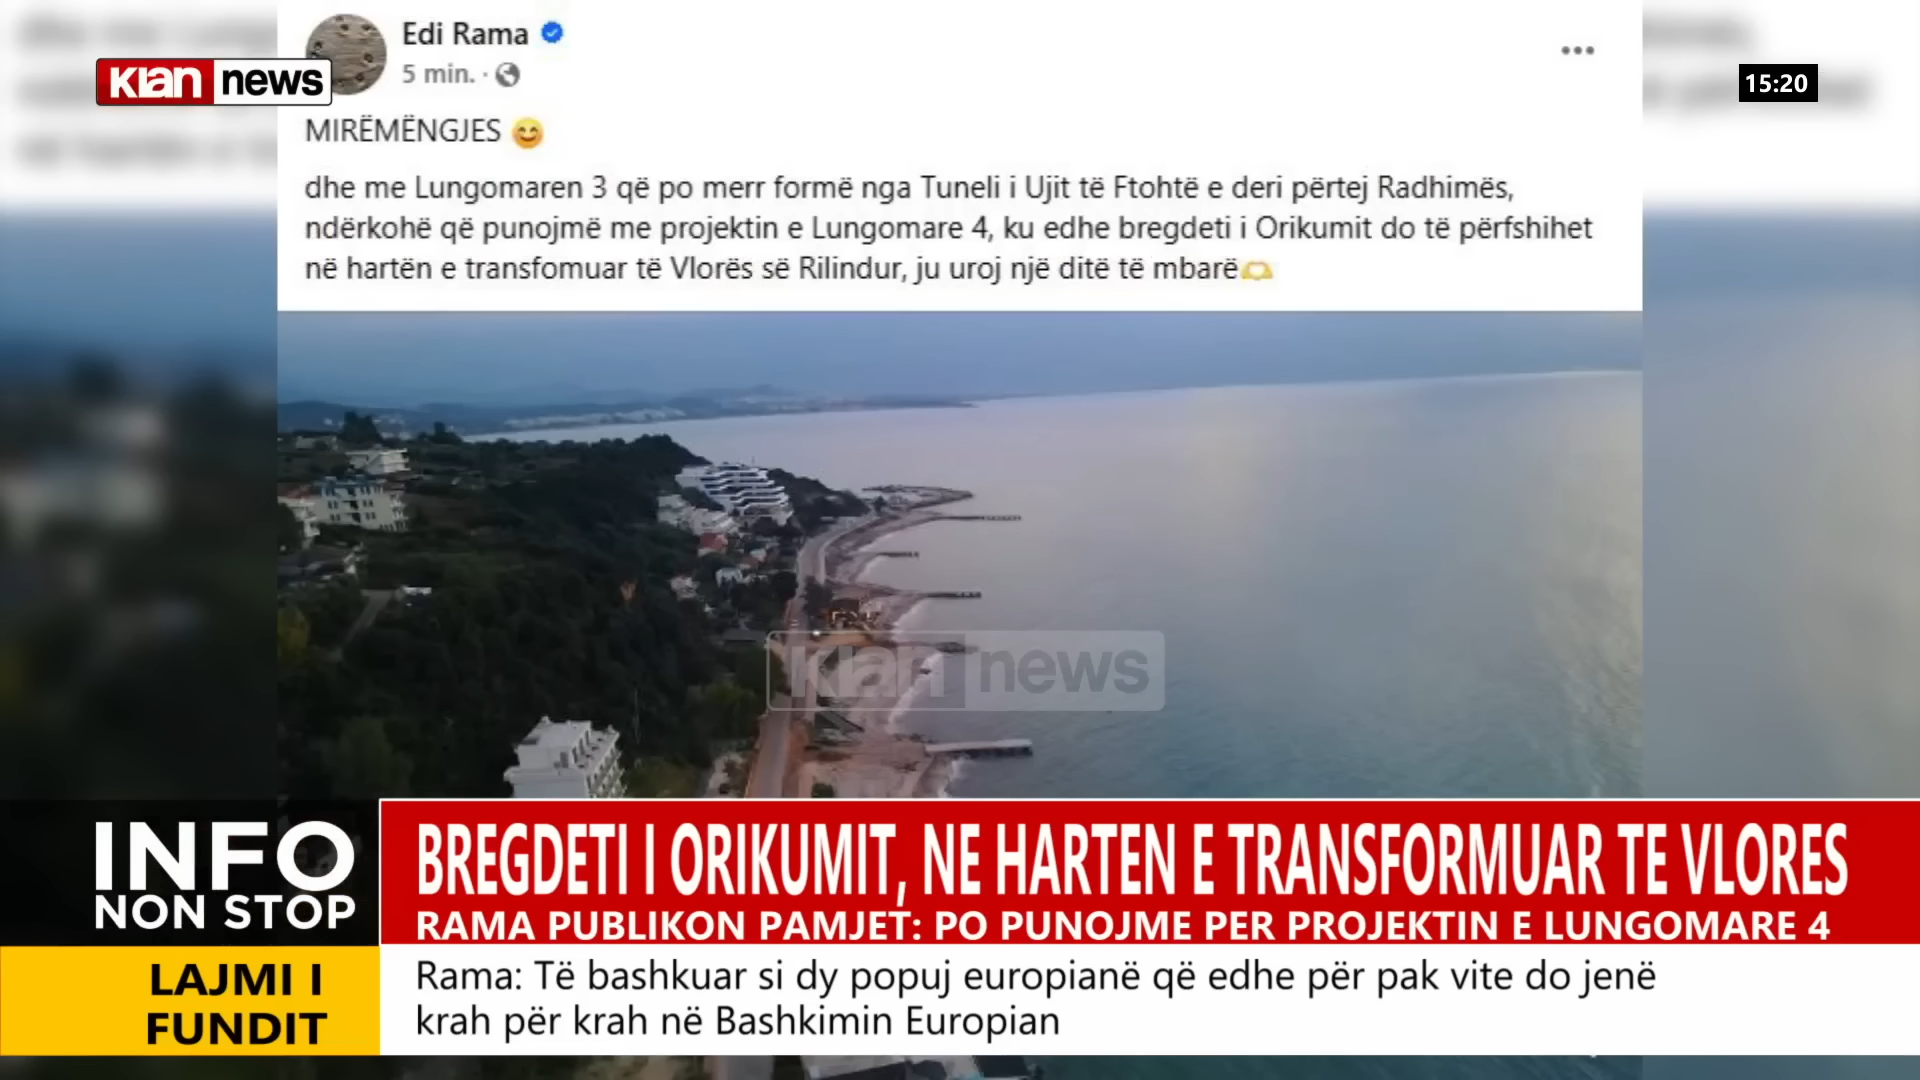 Edi Rama
5 min. ·
klan news
15:20
MIRËMËNGJES 😊
dhe me Lungomaren 3 që po merr formë nga Tuneli i Ujit të Ftohtë e deri përtej Radhimës,
ndërkohë që punojmë me projektin e Lungomare 4, ku edhe bregdeti i Orikumit do të përfshihet
në hartën e transfomuar të Vlorës së Rilindur, ju uroj një ditë të mbarë🫶
klan news
INFO
NON STOP
BREGDETI I ORIKUMIT, NE HARTEN E TRANSFORMUAR TE VLORES
RAMA PUBLIKON PAMJET: PO PUNOJME PER PROJEKTIN E LUNGOMARE 4
LAJMI I
FUNDIT
Rama: Të bashkuar si dy popuj europianë që edhe për pak vite do jenë
krah për krah në Bashkimin Europian